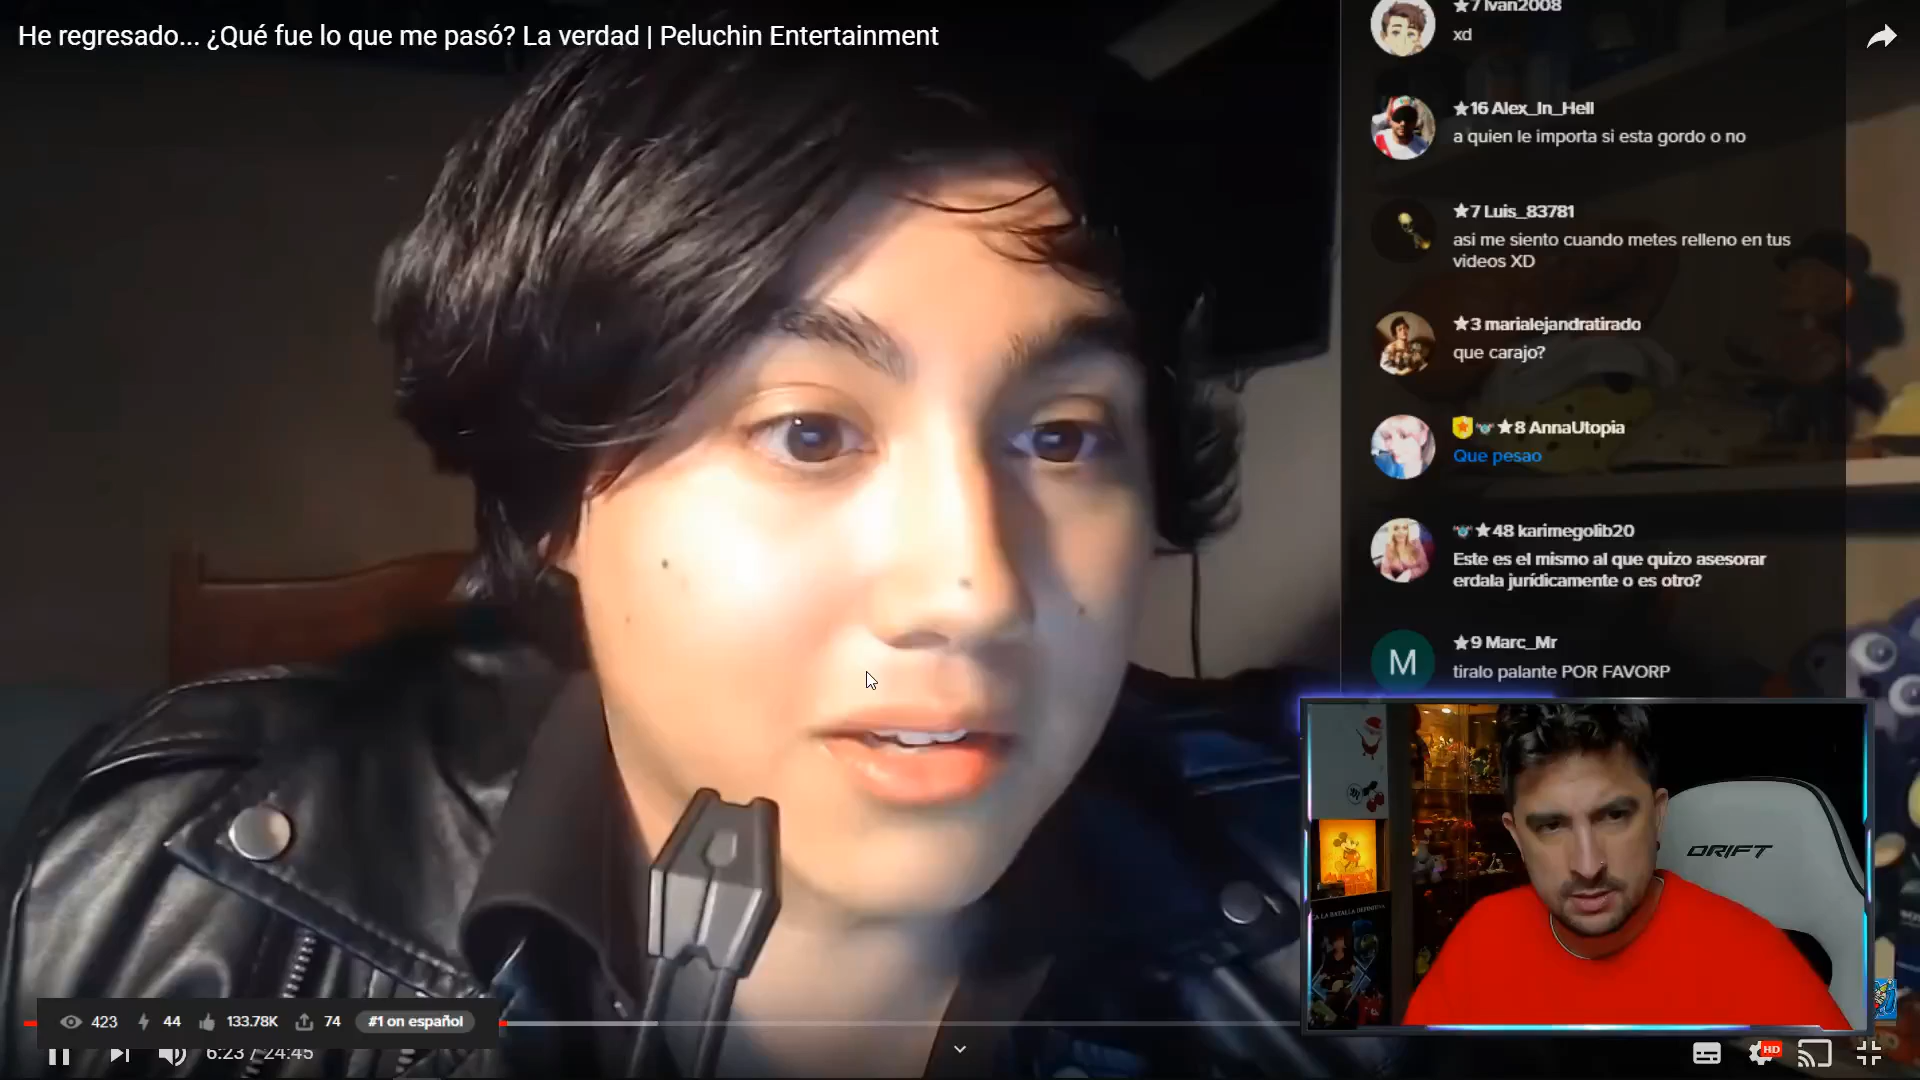 He regresado... ¿Qué fue lo que me pasó? La verdad | Peluchin Entertainment
★7 Ivan2008
xd
★16 Alex_In_Hell
a quien le importa si esta gordo o no
★7 Luis_83781
asi me siento cuando metes relleno en tus
videos XD
★3 marialejandratirado
que carajo?
★8 AnnaUtopia
Que pesao
★48 karimegolib20
Este es el mismo al que quizo asesorar
erdala jurídicamente o es otro?
M
★9 Marc_Mr
tiralo palante POR FAVORP
DRIFT
LA BATALLA DEFINITIVA
423 44 133.78K 74 #1 on español
6:23 / 24:45
HD